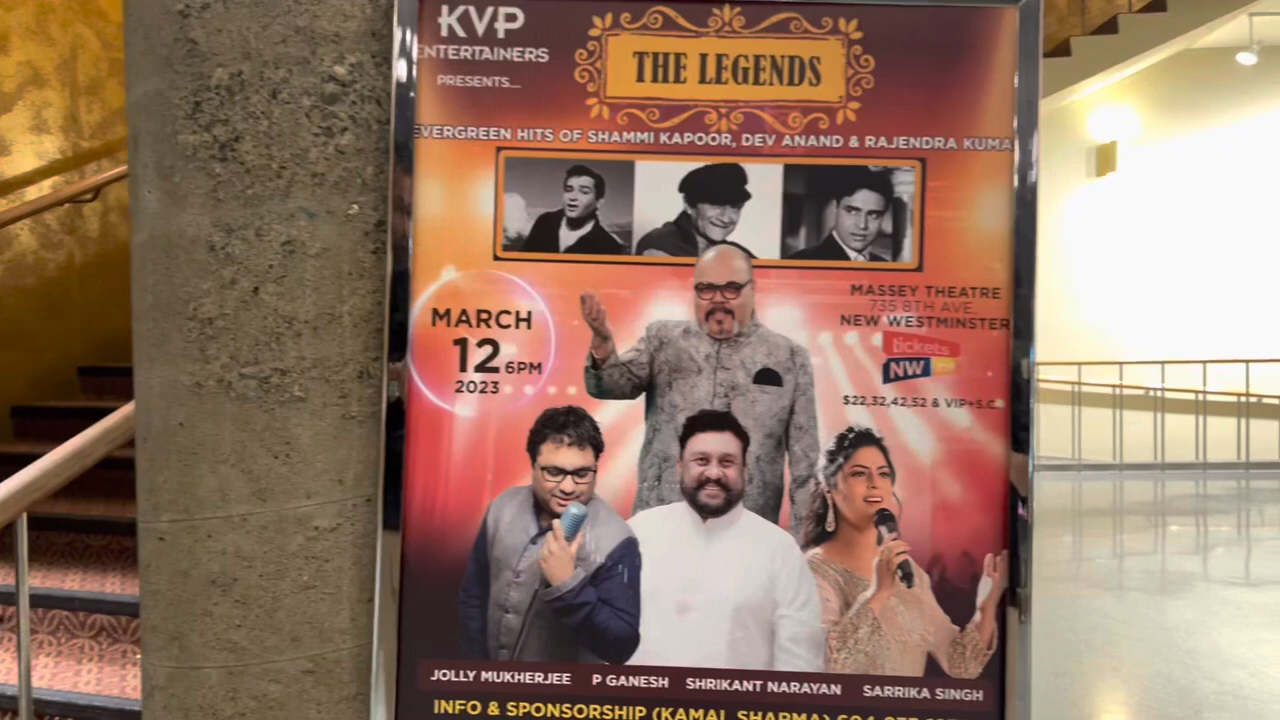 KVP
ENTERTAINERS
PRESENTS...
THE LEGENDS
EVERGREEN HITS OF SHAMMI KAPOOR, DEV ANAND & RAJENDRA KUMA
MARCH
12 6PM
2023
MASSEY THEATRE
735 8TH AVE,
NEW WESTMINSTER
tickets
NW
$22,32,42,52 & VIP+S.C.
JOLLY MUKHERJEE P GANESH SHRIKANT NARAYAN SARRIKA SINGH
INFO & SPONSORSHIP (KAMAL SHARMA) 604